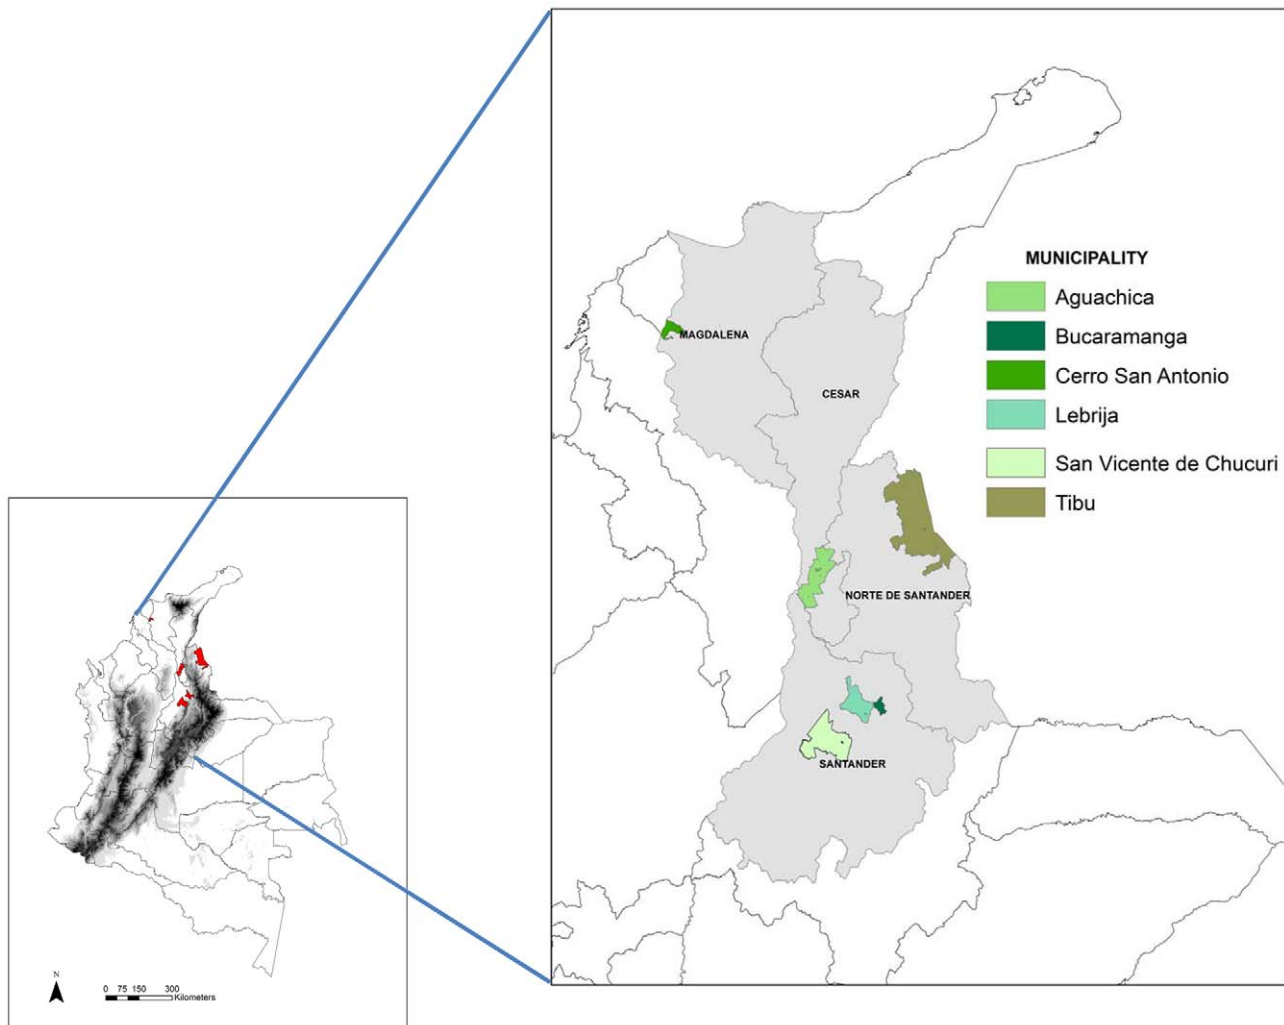 MUNICIPALITY
Aguachica
Bucaramanga
Cerro San Antonio
Lebrija
San Vicente de Chucuri
Tibu
MAGDALENA
CESAR
NORTE DE SANTANDER
SANTANDER
N
0 75 150 300
Kilometers